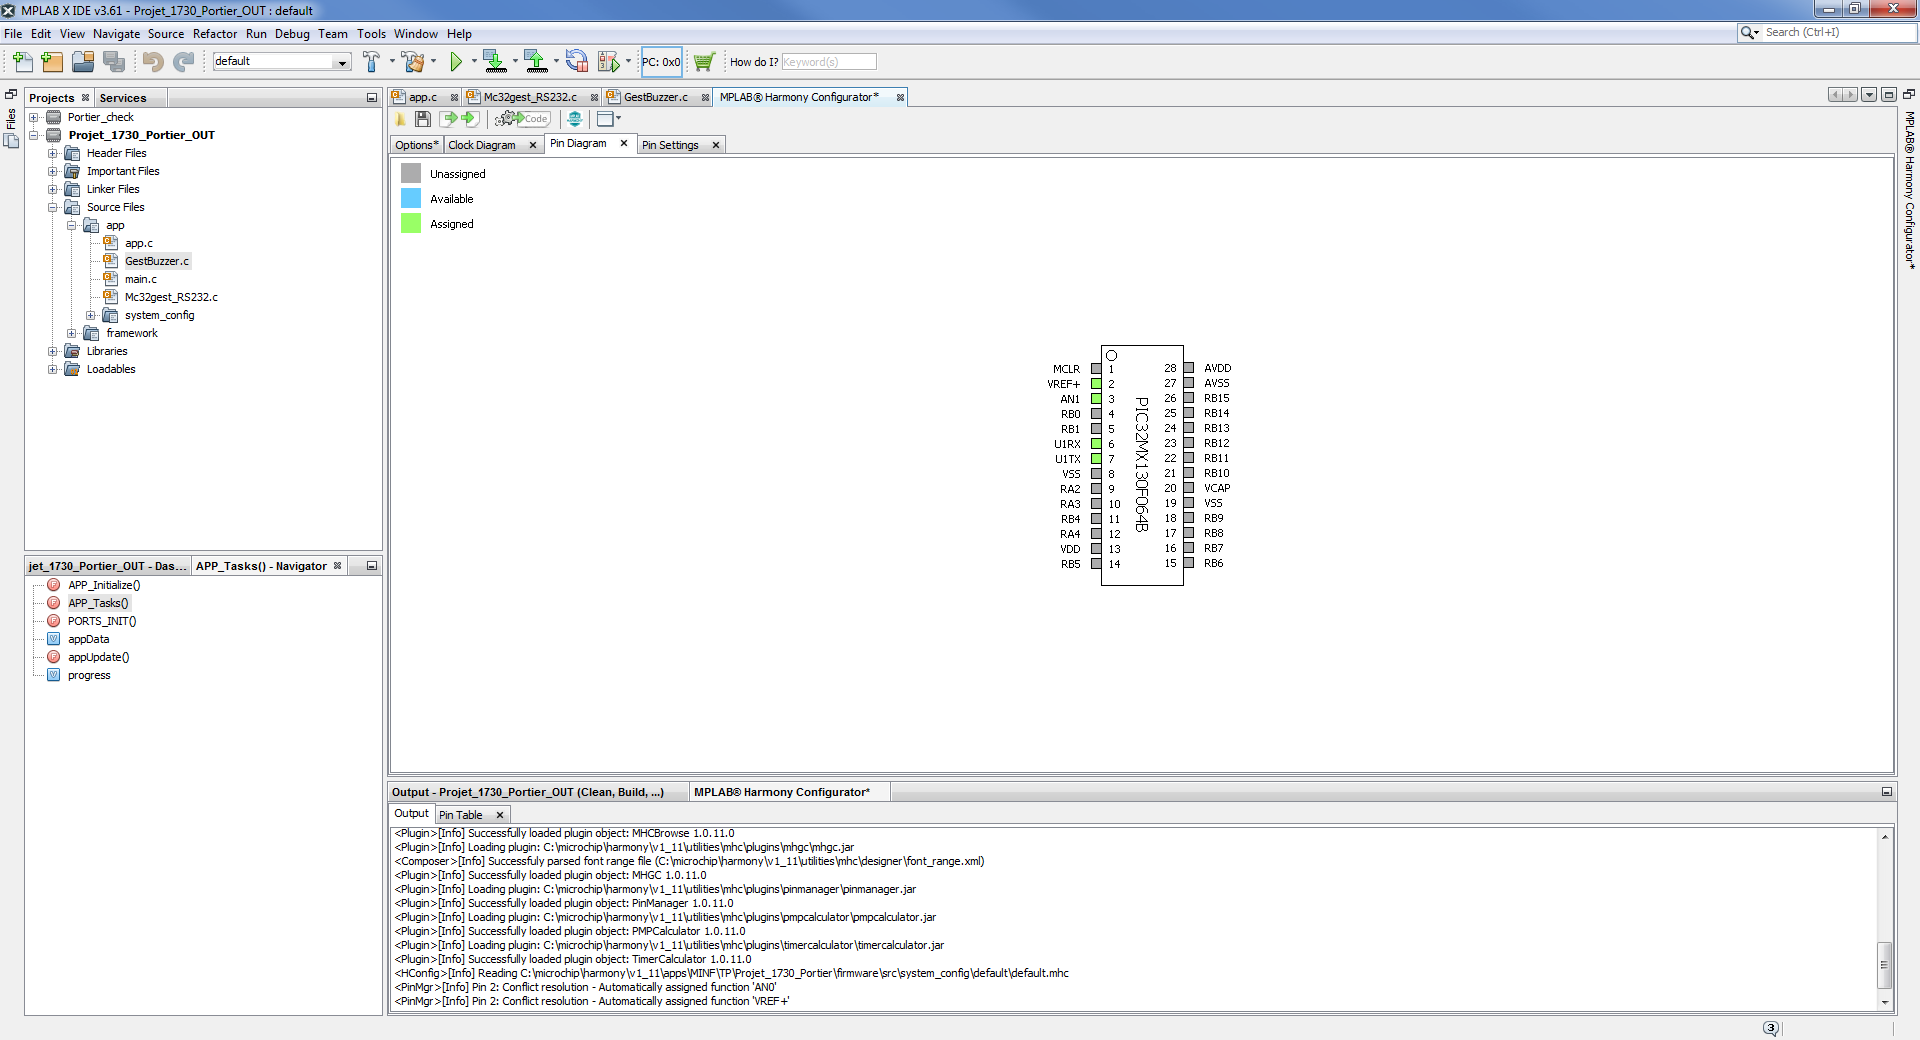 MPLAB X IDE v3.61 - Projet_1730_Portier_OUT : default
File Edit View Navigate Source Refactor Run Debug Team Tools Window Help
Search (Ctrl+I)
default
PC: 0x0
How do I?
Keyword(s)
Files
Projects
Services
Portier_check
Projet_1730_Portier_OUT
Header Files
Important Files
Linker Files
Source Files
app
app.c
GestBuzzer.c
main.c
Mc32gest_RS232.c
system_config
framework
Libraries
Loadables
jet_1730_Portier_OUT - Das...
APP_Tasks() - Navigator
APP_Initialize()
APP_Tasks()
PORTS_INIT()
appData
appUpdate()
progress
app.c
Mc32gest_RS232.c
GestBuzzer.c
MPLAB® Harmony Configurator*
Code
Options*
Clock Diagram
Pin Diagram
Pin Settings
Unassigned
Available
Assigned
MCLR 1 28 AVDD
VREF+ 2 27 AVSS
AN1 3 26 RB15
RB0 4 25 RB14
RB1 5 24 RB13
U1RX 6 23 RB12
U1TX 7 22 RB11
VSS 8 21 RB10
RA2 9 20 VCAP
RA3 10 19 VSS
RB4 11 18 RB9
RA4 12 17 RB8
VDD 13 16 RB7
RB5 14 15 RB6
PIC32MX130F064B
MPLAB® Harmony Configurator*
Output - Projet_1730_Portier_OUT (Clean, Build, ...)
MPLAB® Harmony Configurator*
Output
Pin Table
<Plugin>[Info] Successfully loaded plugin object: MHCBrowse 1.0.11.0
<Plugin>[Info] Loading plugin: C:\microchip\harmony\v1_11\utilities\mhc\plugins\mhgc\mhgc.jar
<Composer>[Info] Successfuly parsed font range file (C:\microchip\harmony\v1_11\utilities\mhc\designer\font_range.xml)
<Plugin>[Info] Successfully loaded plugin object: MHGC 1.0.11.0
<Plugin>[Info] Loading plugin: C:\microchip\harmony\v1_11\utilities\mhc\plugins\pinmanager\pinmanager.jar
<Plugin>[Info] Successfully loaded plugin object: PinManager 1.0.11.0
<Plugin>[Info] Loading plugin: C:\microchip\harmony\v1_11\utilities\mhc\plugins\pmpcalculator\pmpcalculator.jar
<Plugin>[Info] Successfully loaded plugin object: PMPCalculator 1.0.11.0
<Plugin>[Info] Loading plugin: C:\microchip\harmony\v1_11\utilities\mhc\plugins\timercalculator\timercalculator.jar
<Plugin>[Info] Successfully loaded plugin object: TimerCalculator 1.0.11.0
<HConfig>[Info] Reading C:\microchip\harmony\v1_11\apps\MINF\TP\Projet_1730_Portier\firmware\src\system_config\default\default.mhc
<PinMgr>[Info] Pin 2: Conflict resolution - Automatically assigned function 'AN0'
<PinMgr>[Info] Pin 2: Conflict resolution - Automatically assigned function 'VREF+'
3